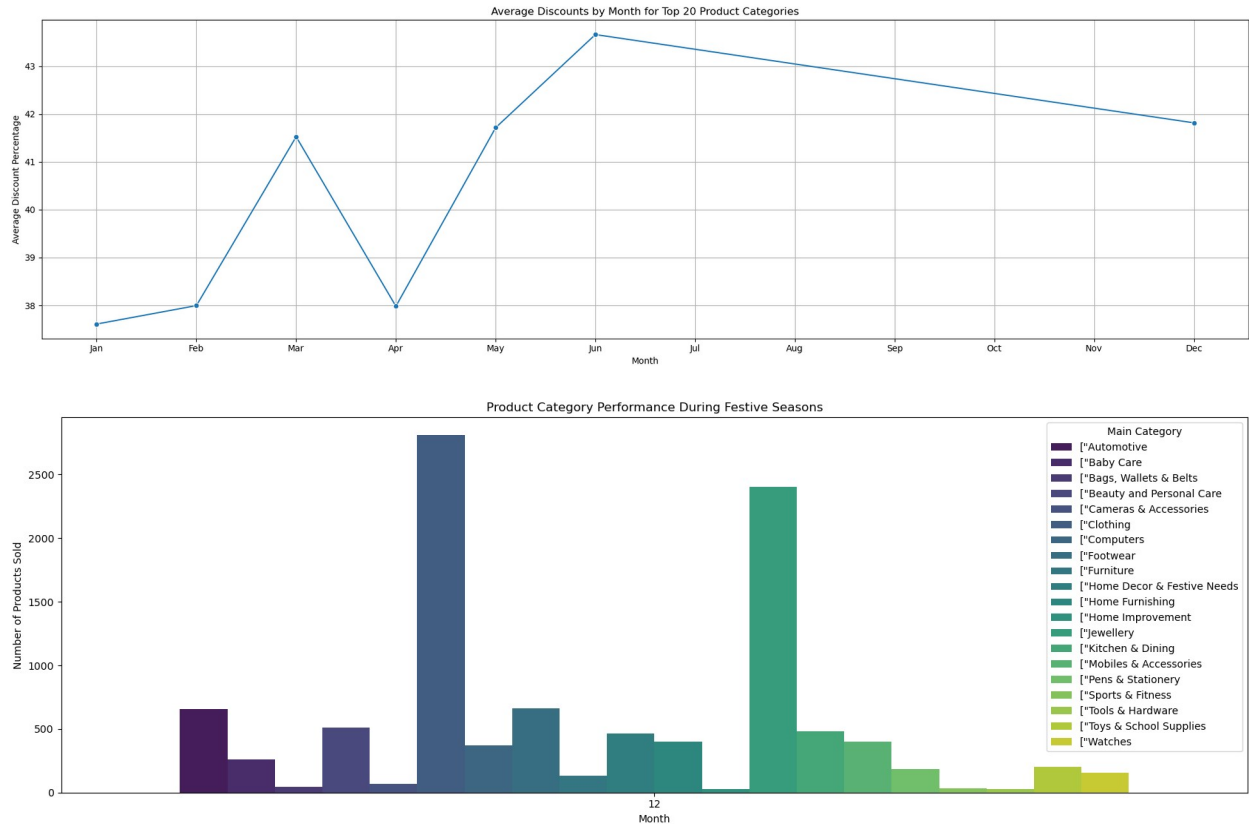 Average Discounts by Month for Top 20 Product Categories
Average Discount Percentage
43
42
41
40
39
38
Jan Feb Mar Apr May Jun Jul Aug Sep Oct Nov Dec
Month
Product Category Performance During Festive Seasons
Number of Products Sold
2500
2000
1500
1000
500
0
12
Month
Main Category
["Automotive
["Baby Care
["Bags, Wallets & Belts
["Beauty and Personal Care
["Cameras & Accessories
["Clothing
["Computers
["Footwear
["Furniture
["Home Decor & Festive Needs
["Home Furnishing
["Home Improvement
["Jewellery
["Kitchen & Dining
["Mobiles & Accessories
["Pens & Stationery
["Sports & Fitness
["Tools & Hardware
["Toys & School Supplies
["Watches